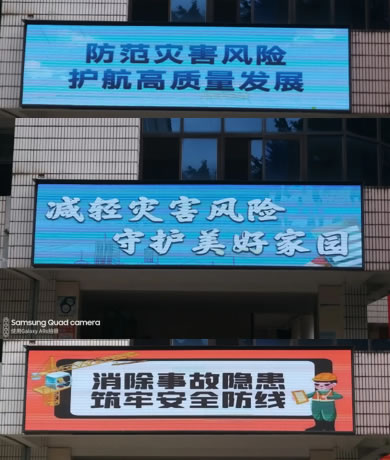 防范灾害风险
护航高质量发展
减轻灾害风险
守护美好家园
Samsung Quad camera
消除事故隐患
筑牢安全防线